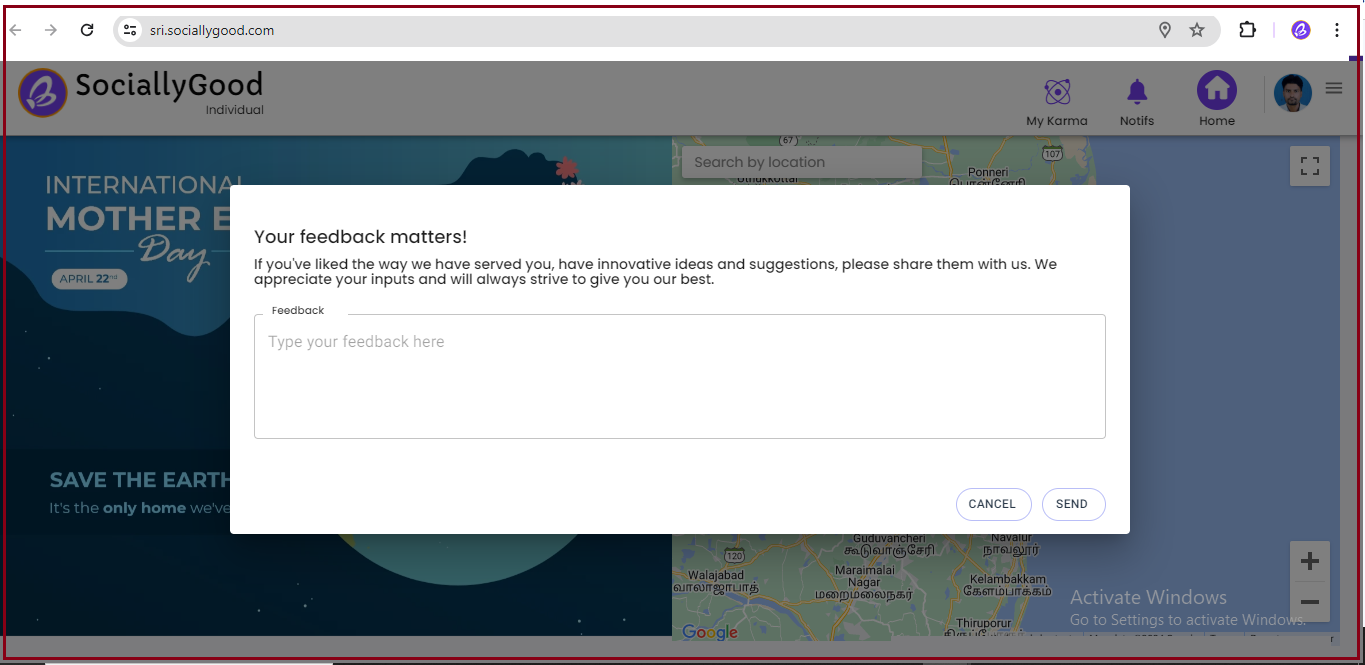 sri.sociallygood.com
SociallyGood
Individual
My Karma
Notifs
Home
INTERNATIONAL
MOTHER E
Day
APRIL 22nd
SAVE THE EARTH
It's the only home we've
67
Search by location
107
Ponneri
பொன்னேரி
Your feedback matters!
If you've liked the way we have served you, have innovative ideas and suggestions, please share them with us. We
appreciate your inputs and will always strive to give you our best.
Feedback
Type your feedback here
CANCEL
SEND
Guduvancheri
கூடுவாஞ்சேரி
Navalur
நாவலூர்
120
Walajabad
வாலாஜாபாத்
Maraimalai
Nagar
மறைமலைநகர்
Kelambakkam
கேளம்பாக்கம்
Thiruporur
Google
Activate Windows
Go to Settings to activate Windows.